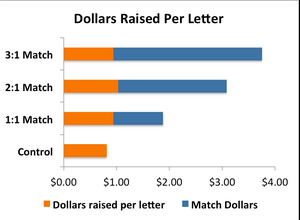 Dollars Raised Per Letter
3:1 Match
2:1 Match
1:1 Match
Control
$0.00 $1.00 $2.00 $3.00 $4.00
Dollars raised per letter Match Dollars